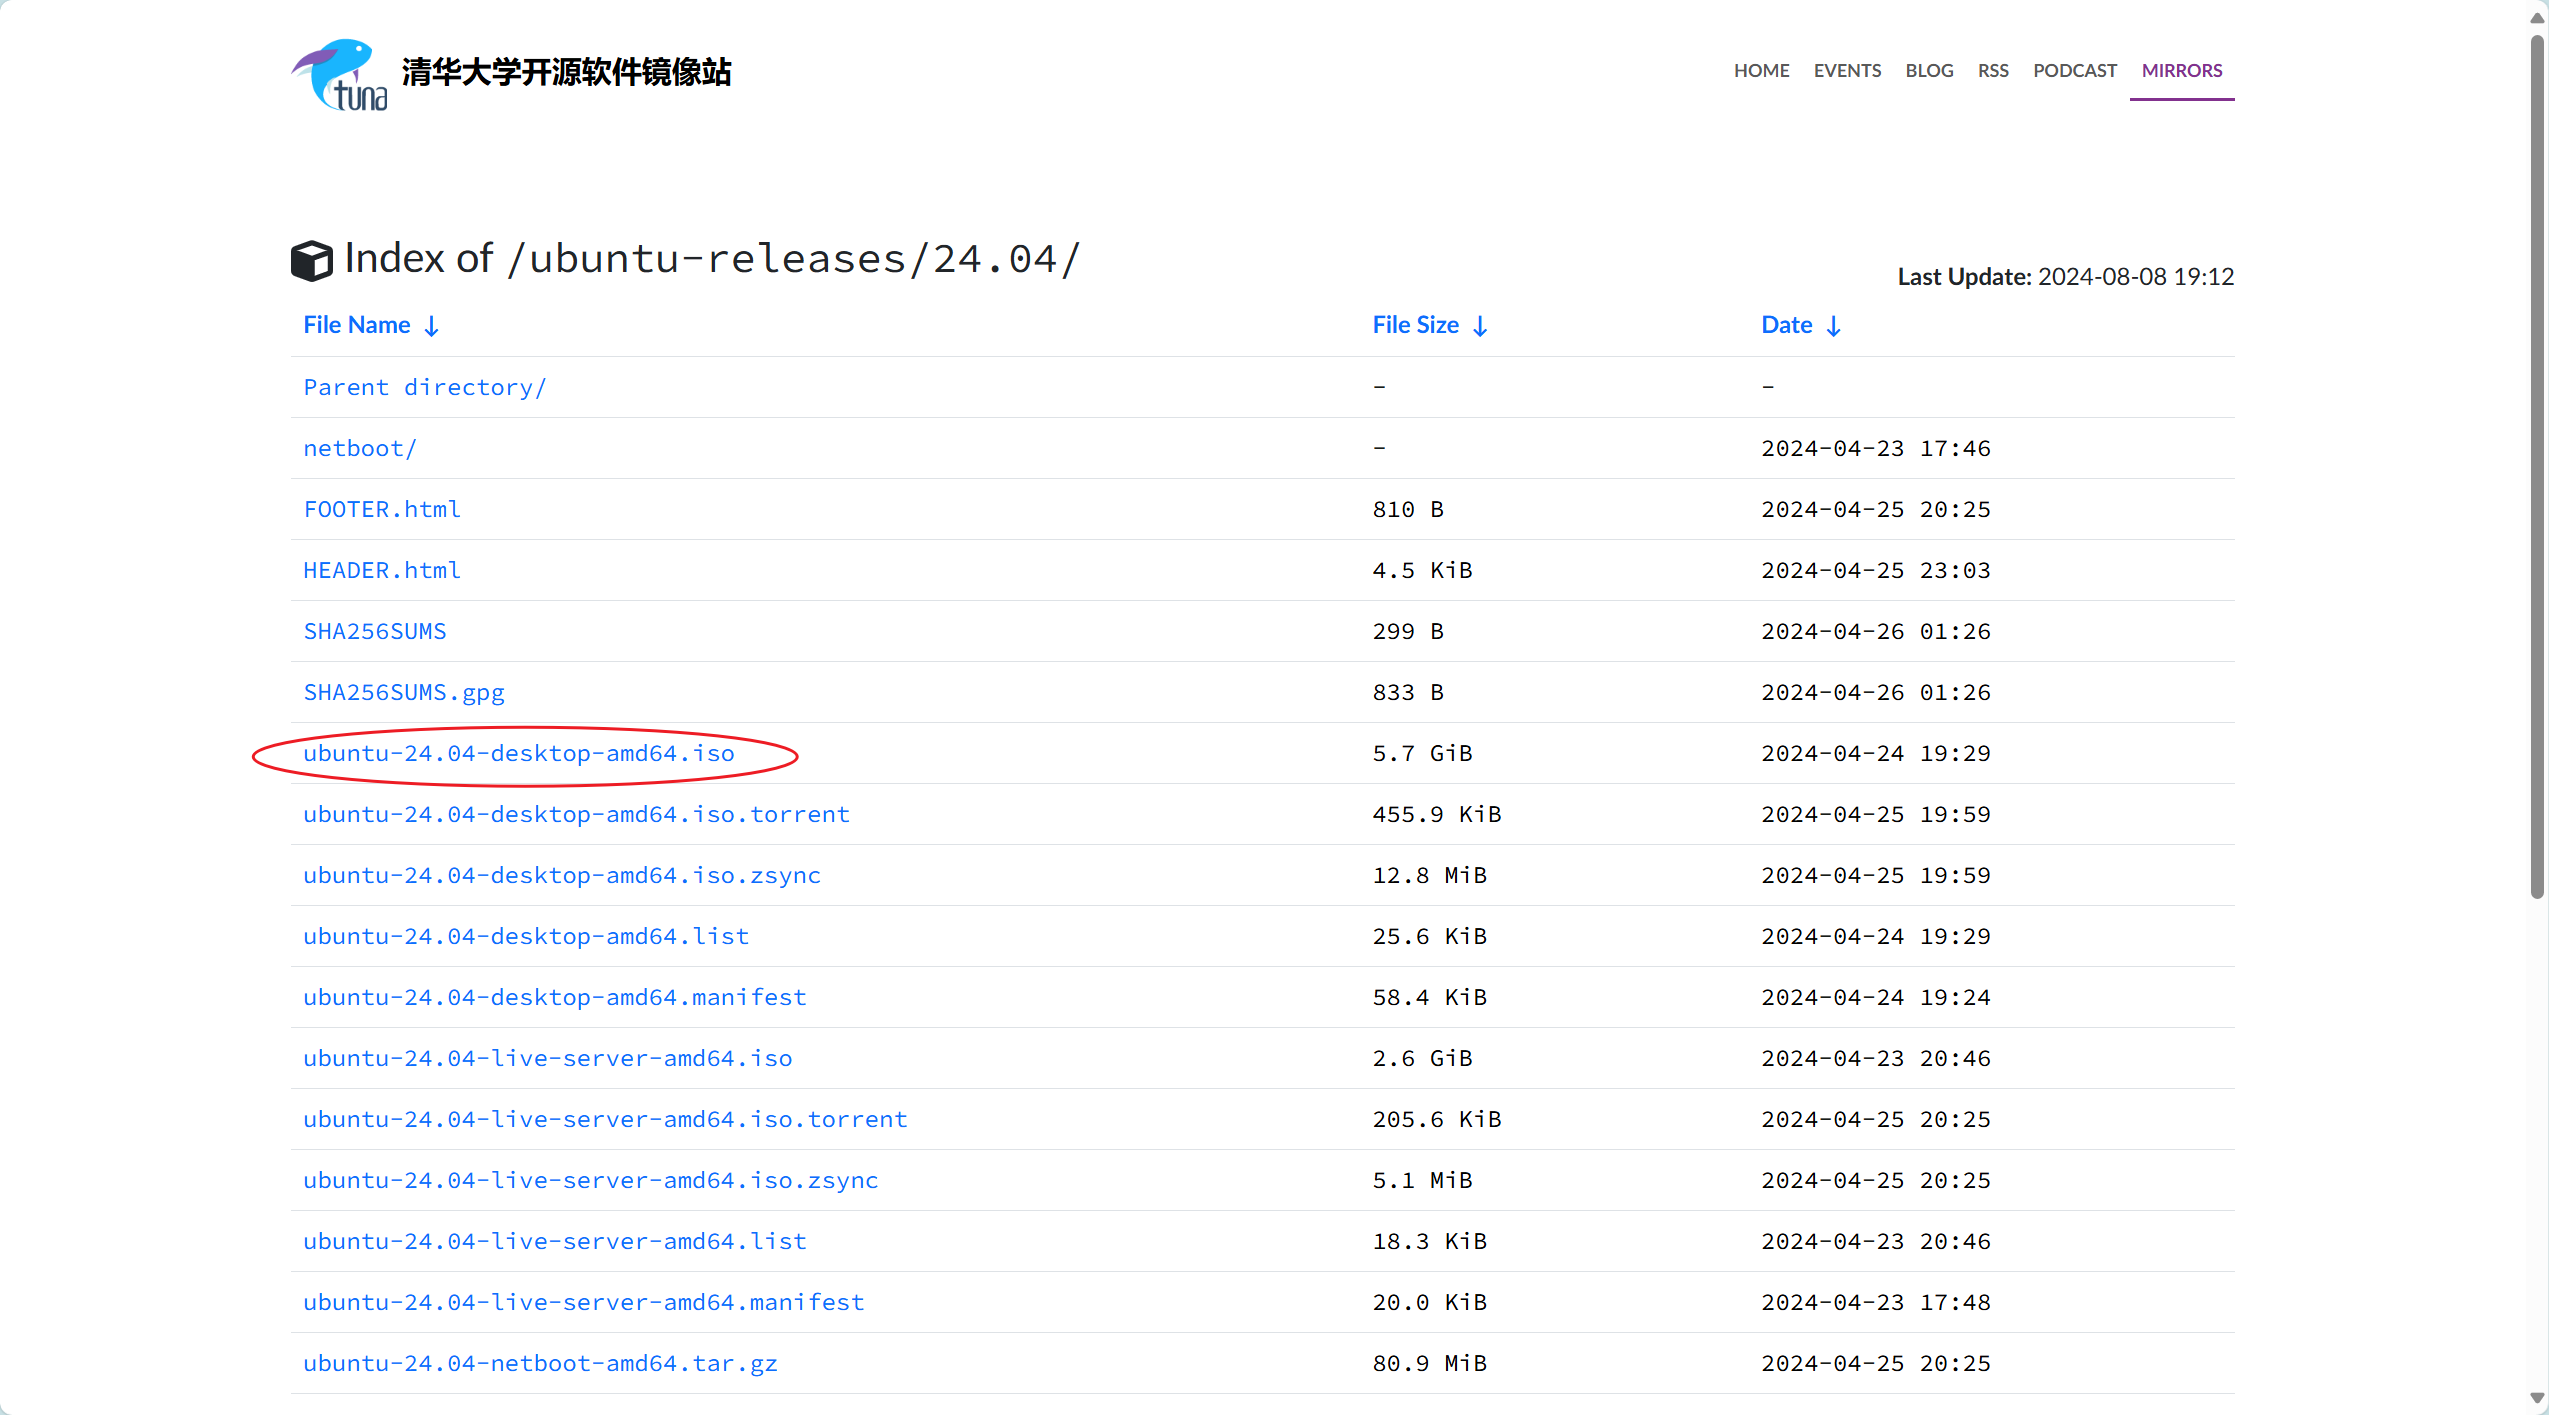 tuna 清华大学开源软件镜像站 HOME EVENTS BLOG RSS PODCAST MIRRORS
Index of /ubuntu-releases/24.04/
Last Update: 2024-08-08 19:12
File Name ↓ File Size ↓ Date ↓
Parent directory/ - -
netboot/ - 2024-04-23 17:46
FOOTER.html 810 B 2024-04-25 20:25
HEADER.html 4.5 KiB 2024-04-25 23:03
SHA256SUMS 299 B 2024-04-26 01:26
SHA256SUMS.gpg 833 B 2024-04-26 01:26
ubuntu-24.04-desktop-amd64.iso 5.7 GiB 2024-04-24 19:29
ubuntu-24.04-desktop-amd64.iso.torrent 455.9 KiB 2024-04-25 19:59
ubuntu-24.04-desktop-amd64.iso.zsync 12.8 MiB 2024-04-25 19:59
ubuntu-24.04-desktop-amd64.list 25.6 KiB 2024-04-24 19:29
ubuntu-24.04-desktop-amd64.manifest 58.4 KiB 2024-04-24 19:24
ubuntu-24.04-live-server-amd64.iso 2.6 GiB 2024-04-23 20:46
ubuntu-24.04-live-server-amd64.iso.torrent 205.6 KiB 2024-04-25 20:25
ubuntu-24.04-live-server-amd64.iso.zsync 5.1 MiB 2024-04-25 20:25
ubuntu-24.04-live-server-amd64.list 18.3 KiB 2024-04-23 20:46
ubuntu-24.04-live-server-amd64.manifest 20.0 KiB 2024-04-23 17:48
ubuntu-24.04-netboot-amd64.tar.gz 80.9 MiB 2024-04-25 20:25